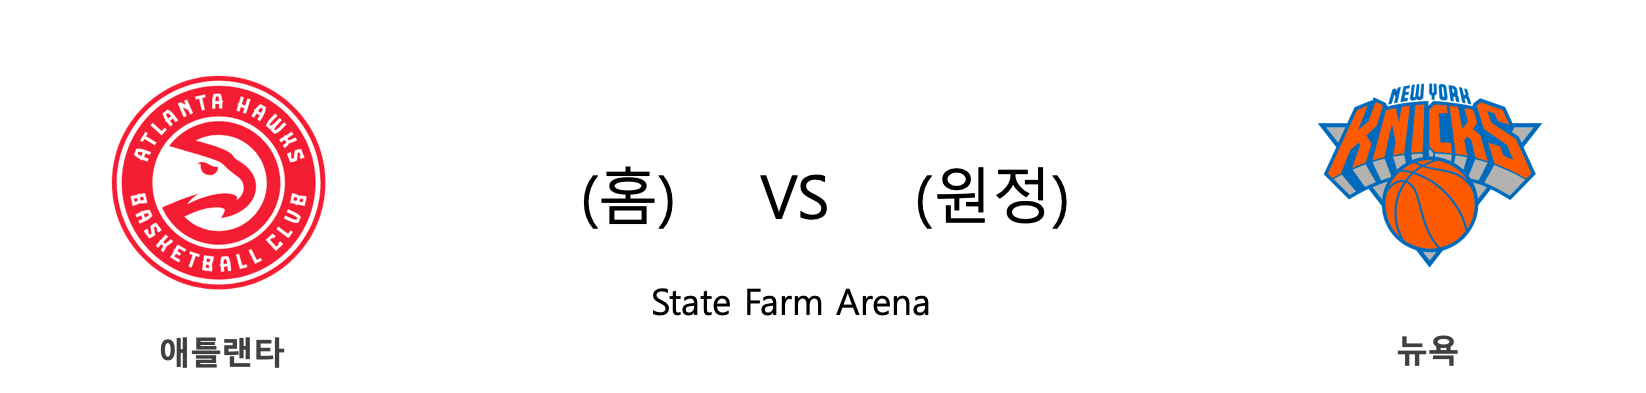 ATLANTA HAWKS
BASKETBALL CLUB
NEW YORK
KNICKS
(홈) VS (원정)
State Farm Arena
애틀랜타
뉴욕